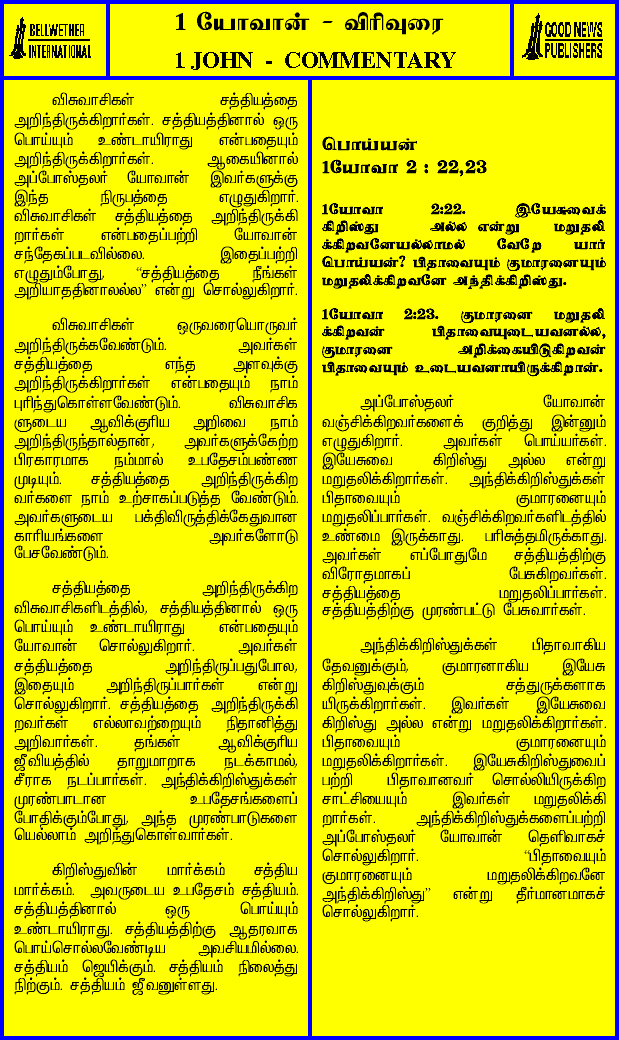 BELLWETHER
INTERNATIONAL
1 யோவான் - விரிவுரை
1 JOHN - COMMENTARY
GOOD NEWS
PUBLISHERS
விசுவாசிகள் சத்தியத்தை
அறிந்திருக்கிறார்கள். சத்தியத்தினால் ஒரு
பொய்யும் உண்டாயிராது என்பதையும்
அறிந்திருக்கிறார்கள். ஆகையினால்
அப்போஸ்தலர் யோவான் இவர்களுக்கு
இந்த நிருபத்தை எழுதுகிறார்.
விசுவாசிகள் சத்தியத்தை அறிந்திருக்கி
றார்கள் என்பதைப்பற்றி யோவான்
சந்தேகப்படவில்லை. இதைப்பற்றி
எழுதும்போது, “சத்தியத்தை நீங்கள்
அறியாததினாலல்ல” என்று சொல்லுகிறார்.
விசுவாசிகள் ஒருவரையொருவர்
அறிந்திருக்கவேண்டும். அவர்கள்
சத்தியத்தை எந்த அளவுக்கு
அறிந்திருக்கிறார்கள் என்பதையும் நாம்
புரிந்துகொள்ளவேண்டும். விசுவாசிக
ளுடைய ஆவிக்குரிய அறிவை நாம்
அறிந்திருந்தால்தான், அவர்களுக்கேற்ற
பிரகாரமாக நம்மால் உபதேசம்பண்ண
முடியும். சத்தியத்தை அறிந்திருக்கிற
வர்களை நாம் உற்சாகப்படுத்த வேண்டும்.
அவர்களுடைய பக்திவிருத்திக்கேதுவான
காரியங்களை அவர்களோடு
பேசவேண்டும்.
சத்தியத்தை அறிந்திருக்கிற
விசுவாசிகளிடத்தில், சத்தியத்தினால் ஒரு
பொய்யும் உண்டாயிராது என்பதையும்
யோவான் சொல்லுகிறார். அவர்கள்
சத்தியத்தை அறிந்திருப்பதுபோல,
இதையும் அறிந்திருப்பார்கள் என்று
சொல்லுகிறார். சத்தியத்தை அறிந்திருக்கி
றவர்கள் எல்லாவற்றையும் நிதானித்து
அறிவார்கள். தங்கள் ஆவிக்குரிய
ஜீவியத்தில் தாறுமாறாக நடக்காமல்,
சீராக நடப்பார்கள். அந்திக்கிறிஸ்துக்கள்
முரண்பாடான உபதேசங்களைப்
போதிக்கும்போது, அந்த முரண்பாடுகளை
யெல்லாம் அறிந்துகொள்வார்கள்.
கிறிஸ்துவின் மார்க்கம் சத்திய
மார்க்கம். அவருடைய உபதேசம் சத்தியம்.
சத்தியத்தினால் ஒரு பொய்யும்
உண்டாயிராது. சத்தியத்திற்கு ஆதரவாக
பொய்சொல்லவேண்டிய அவசியமில்லை.
சத்தியம் ஜெயிக்கும். சத்தியம் நிலைத்து
நிற்கும். சத்தியம் ஜீவனுள்ளது.
பொய்யன்
1யோவா 2 : 22,23
1யோவா 2:22. இயேசுவைக்
கிறிஸ்து அல்ல என்று மறுதலி
க்கிறவனேயல்லாமல் வேறே யார்
பொய்யன்? பிதாவையும் குமாரனையும்
மறுதலிக்கிறவனே அந்திக்கிறிஸ்து.
1யோவா 2:23. குமாரனை மறுதலி
க்கிறவன் பிதாவையுடையவனல்ல,
குமாரனை அறிக்கையிடுகிறவன்
பிதாவையும் உடையவனாயிருக்கிறான்.
அப்போஸ்தலர் யோவான்
வஞ்சிக்கிறவர்களைக் குறித்து இன்னும்
எழுதுகிறார். அவர்கள் பொய்யர்கள்.
இயேசுவை கிறிஸ்து அல்ல என்று
மறுதலிக்கிறார்கள். அந்திக்கிறிஸ்துக்கள்
பிதாவையும் குமாரனையும்
மறுதலிப்பார்கள். வஞ்சிக்கிறவர்களிடத்தில்
உண்மை இருக்காது. பரிசுத்தமிருக்காது.
அவர்கள் எப்போதுமே சத்தியத்திற்கு
விரோதமாகப் பேசுகிறவர்கள்.
சத்தியத்தை மறுதலிப்பார்கள்.
சத்தியத்திற்கு முரண்பட்டு பேசுவார்கள்.
அந்திக்கிறிஸ்துக்கள் பிதாவாகிய
தேவனுக்கும், குமாரனாகிய இயேசு
கிறிஸ்துவுக்கும் சத்துருக்களாக
யிருக்கிறார்கள். இவர்கள் இயேசுவை
கிறிஸ்து அல்ல என்று மறுதலிக்கிறார்கள்.
பிதாவையும் குமாரனையும்
மறுதலிக்கிறார்கள். இயேசுகிறிஸ்துவைப்
பற்றி பிதாவானவர் சொல்லியிருக்கிற
சாட்சியையும் இவர்கள் மறுதலிக்கி
றார்கள். அந்திக்கிறிஸ்துக்களைப்பற்றி
அப்போஸ்தலர் யோவான் தெளிவாகச்
சொல்லுகிறார். “பிதாவையும்
குமாரனையும் மறுதலிக்கிறவனே
அந்திக்கிறிஸ்து” என்று தீர்மானமாகச்
சொல்லுகிறார்.